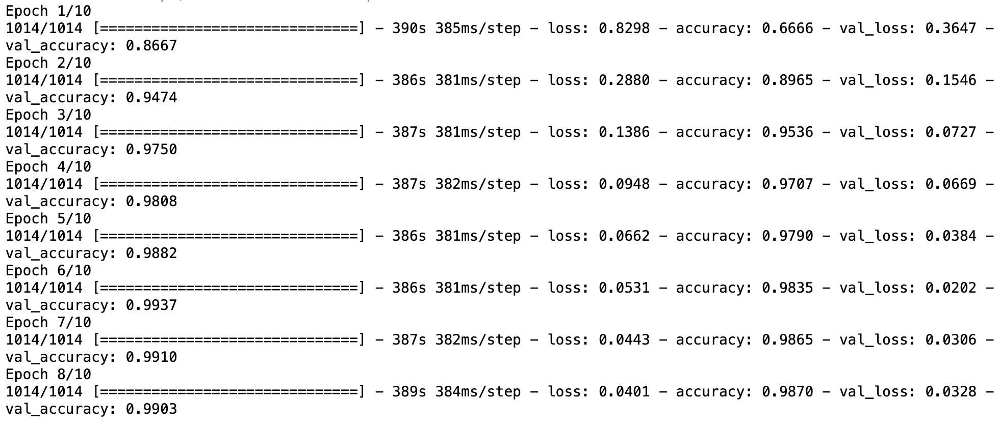 Epoch 1/10
1014/1014 [==============================] - 390s 385ms/step - loss: 0.8298 - accuracy: 0.6666 - val_loss: 0.3647 -
val_accuracy: 0.8667
Epoch 2/10
1014/1014 [==============================] - 386s 381ms/step - loss: 0.2880 - accuracy: 0.8965 - val_loss: 0.1546 -
val_accuracy: 0.9474
Epoch 3/10
1014/1014 [==============================] - 387s 381ms/step - loss: 0.1386 - accuracy: 0.9536 - val_loss: 0.0727 -
val_accuracy: 0.9750
Epoch 4/10
1014/1014 [==============================] - 387s 382ms/step - loss: 0.0948 - accuracy: 0.9707 - val_loss: 0.0669 -
val_accuracy: 0.9808
Epoch 5/10
1014/1014 [==============================] - 386s 381ms/step - loss: 0.0662 - accuracy: 0.9790 - val_loss: 0.0384 -
val_accuracy: 0.9882
Epoch 6/10
1014/1014 [==============================] - 386s 381ms/step - loss: 0.0531 - accuracy: 0.9835 - val_loss: 0.0202 -
val_accuracy: 0.9937
Epoch 7/10
1014/1014 [==============================] - 387s 382ms/step - loss: 0.0443 - accuracy: 0.9865 - val_loss: 0.0306 -
val_accuracy: 0.9910
Epoch 8/10
1014/1014 [==============================] - 389s 384ms/step - loss: 0.0401 - accuracy: 0.9870 - val_loss: 0.0328 -
val_accuracy: 0.9903